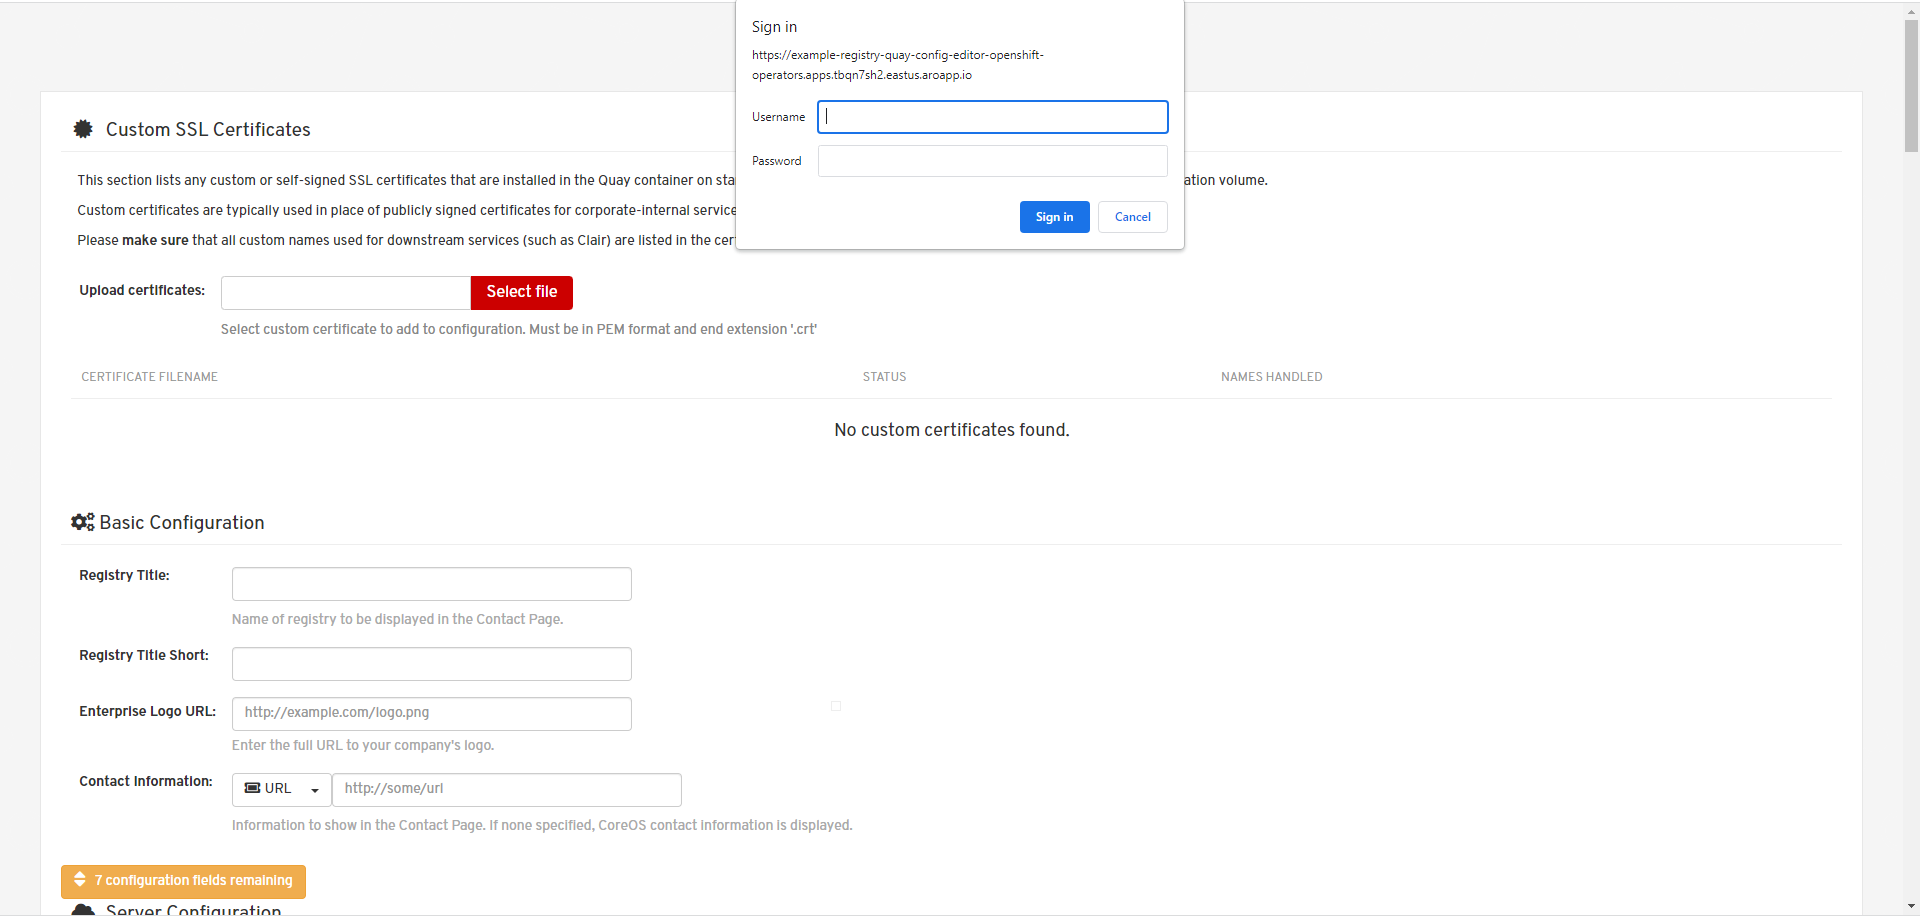 Sign in
https://example-registry-quay-config-editor-openshift-
operators.apps.tbqn7sh2.eastus.aroapp.io
Username
Password
Sign in Cancel
Custom SSL Certificates
This section lists any custom or self-signed SSL certificates that are installed in the Quay container on sta ation volume.
Custom certificates are typically used in place of publicly signed certificates for corporate-internal service
Please make sure that all custom names used for downstream services (such as Clair) are listed in the cer
Upload certificates: Select file
Select custom certificate to add to configuration. Must be in PEM format and end extension '.crt'
CERTIFICATE FILENAME STATUS NAMES HANDLED
No custom certificates found.
Basic Configuration
Registry Title:
Name of registry to be displayed in the Contact Page.
Registry Title Short:
Enterprise Logo URL: http://example.com/logo.png
Enter the full URL to your company's logo.
Contact Information: URL http://some/url
Information to show in the Contact Page. If none specified, CoreOS contact information is displayed.
7 configuration fields remaining
Server Configuration